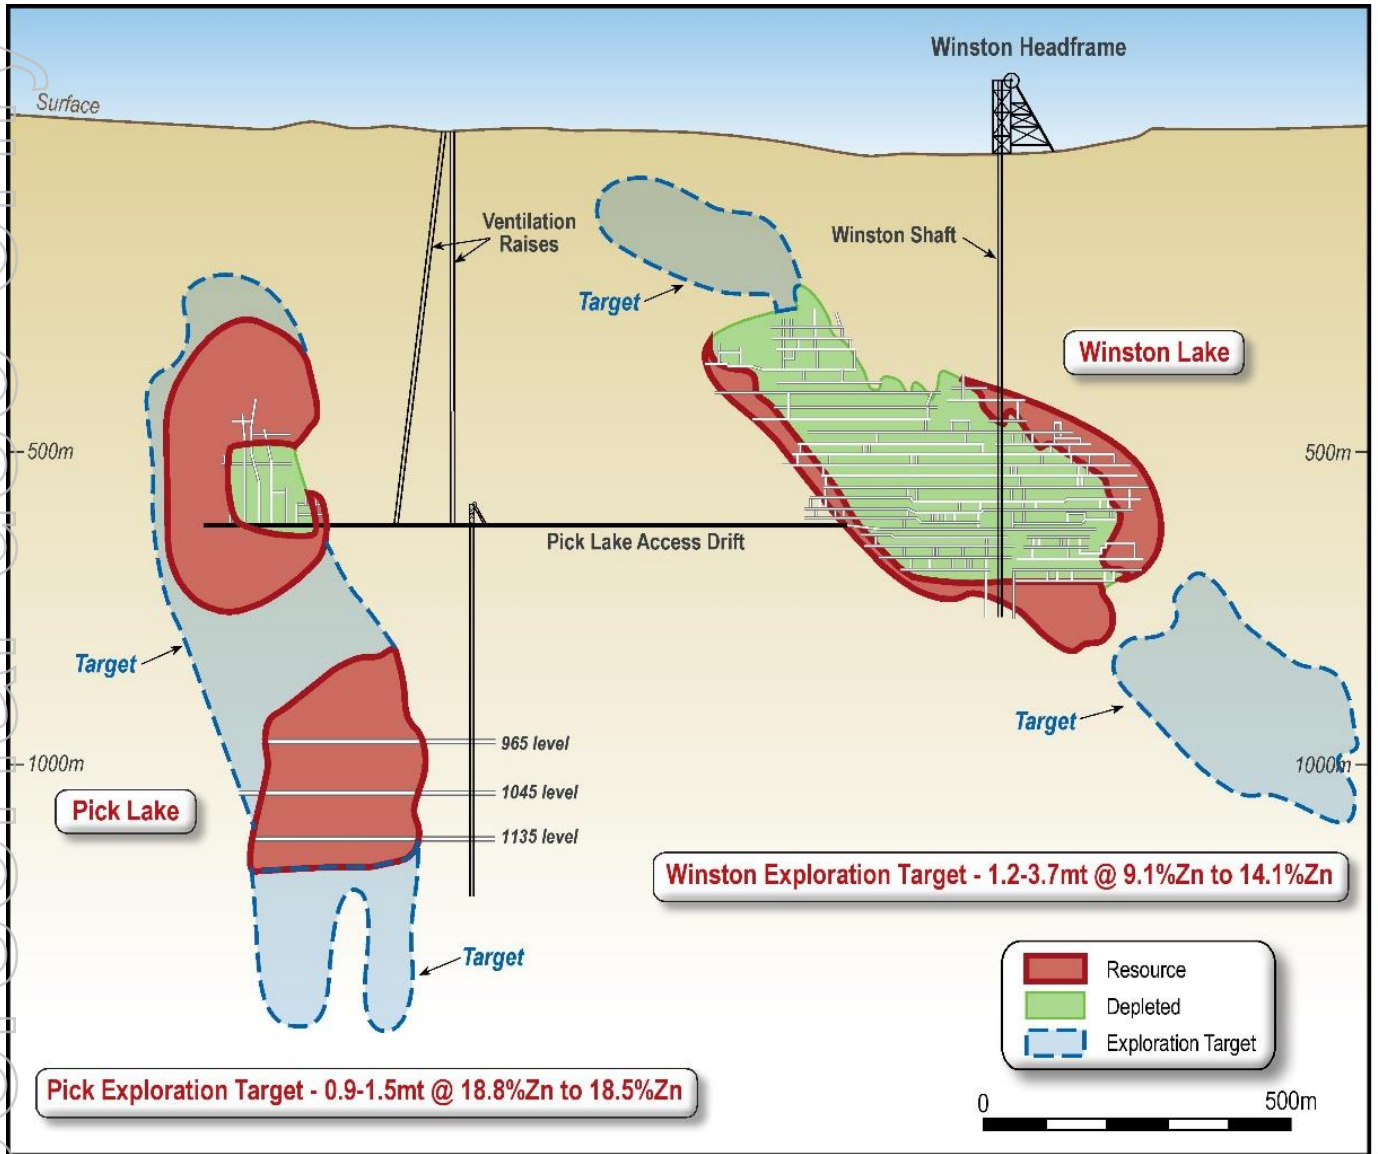 Winston Headframe
Surface
Ventilation
Raises
Winston Shaft
Target
Winston Lake
500m
500m
Pick Lake Access Drift
Target
Target
965 level
1000m
1000m
1045 level
Pick Lake
1135 level
Winston Exploration Target - 1.2-3.7mt @ 9.1%Zn to 14.1%Zn
Target
Resource
Depleted
Exploration Target
Pick Exploration Target - 0.9-1.5mt @ 18.8%Zn to 18.5%Zn
0 500m